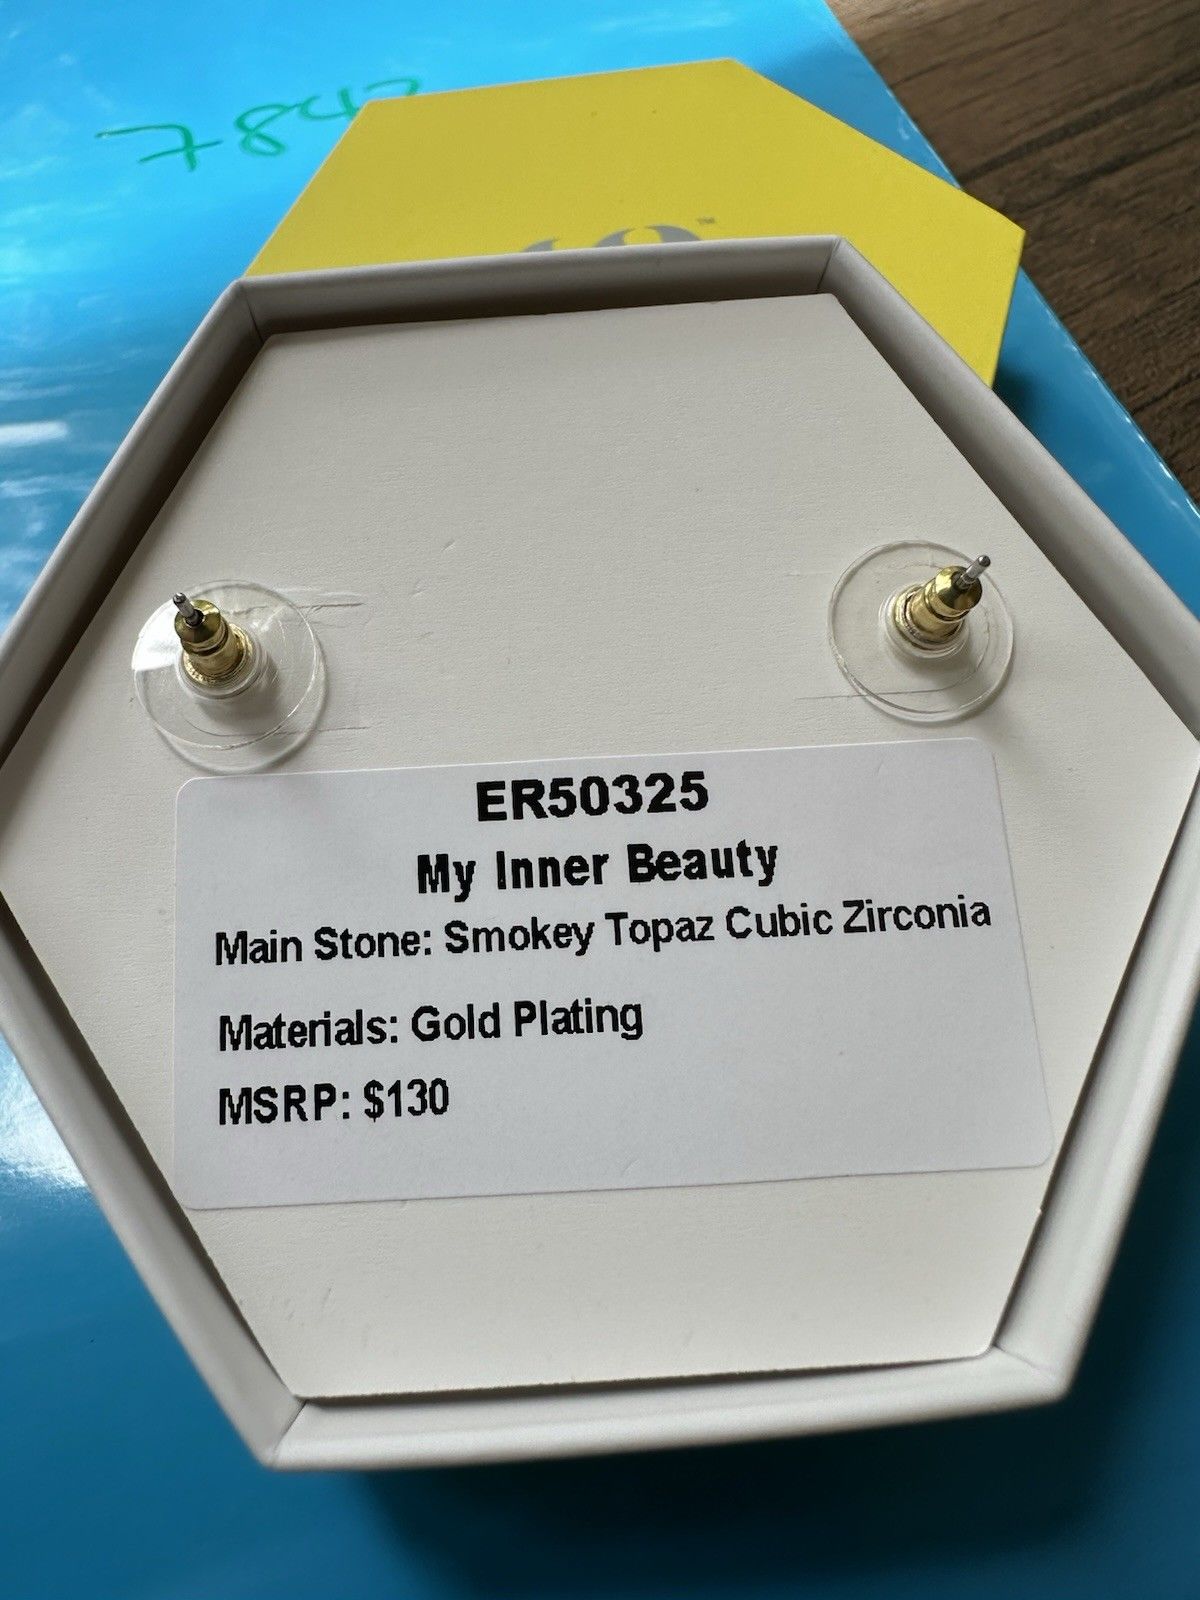 ER50325
My Inner Beauty
Main Stone: Smokey Topaz Cubic Zirconia
Materials: Gold Plating
MSRP: $130